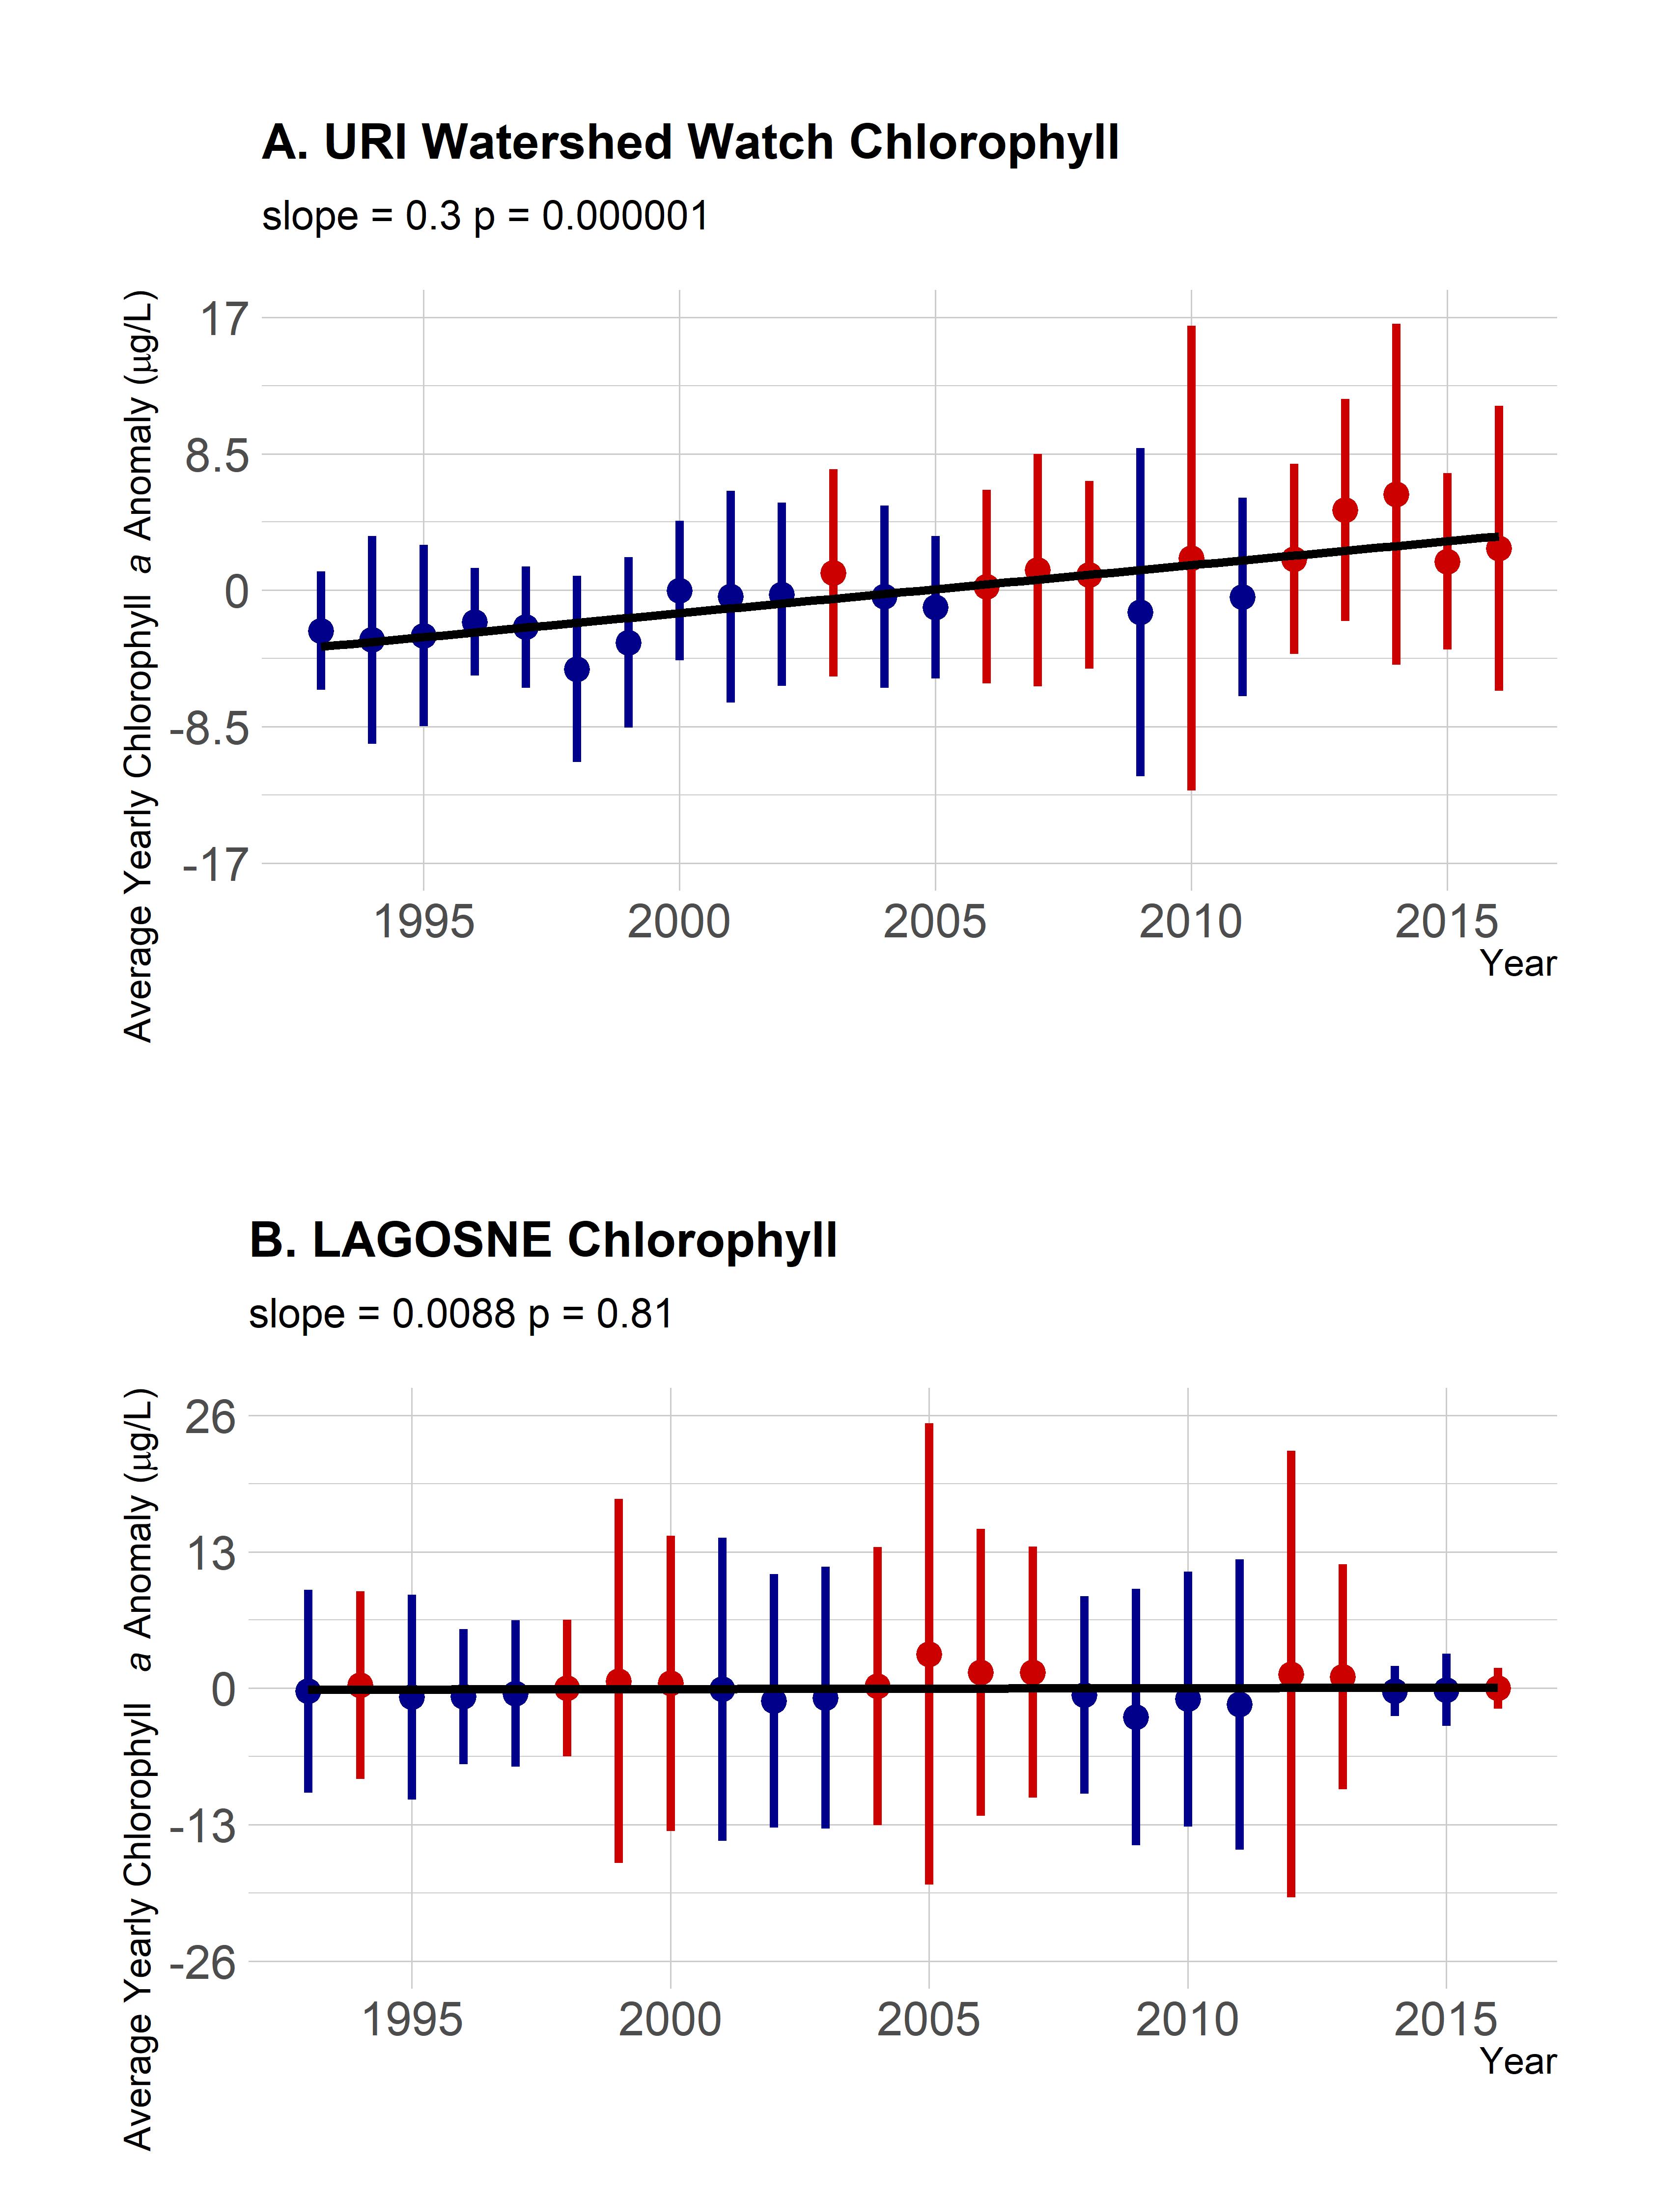 A. URI Watershed Watch Chlorophyll
slope = 0.3 p = 0.000001
Average Yearly Chlorophyll a Anomaly (μg/L)
17
8.5
0
-8.5
-17
1995 2000 2005 2010 2015
Year
B. LAGOSNE Chlorophyll
slope = 0.0088 p = 0.81
Average Yearly Chlorophyll a Anomaly (μg/L)
26
13
0
-13
-26
1995 2000 2005 2010 2015
Year